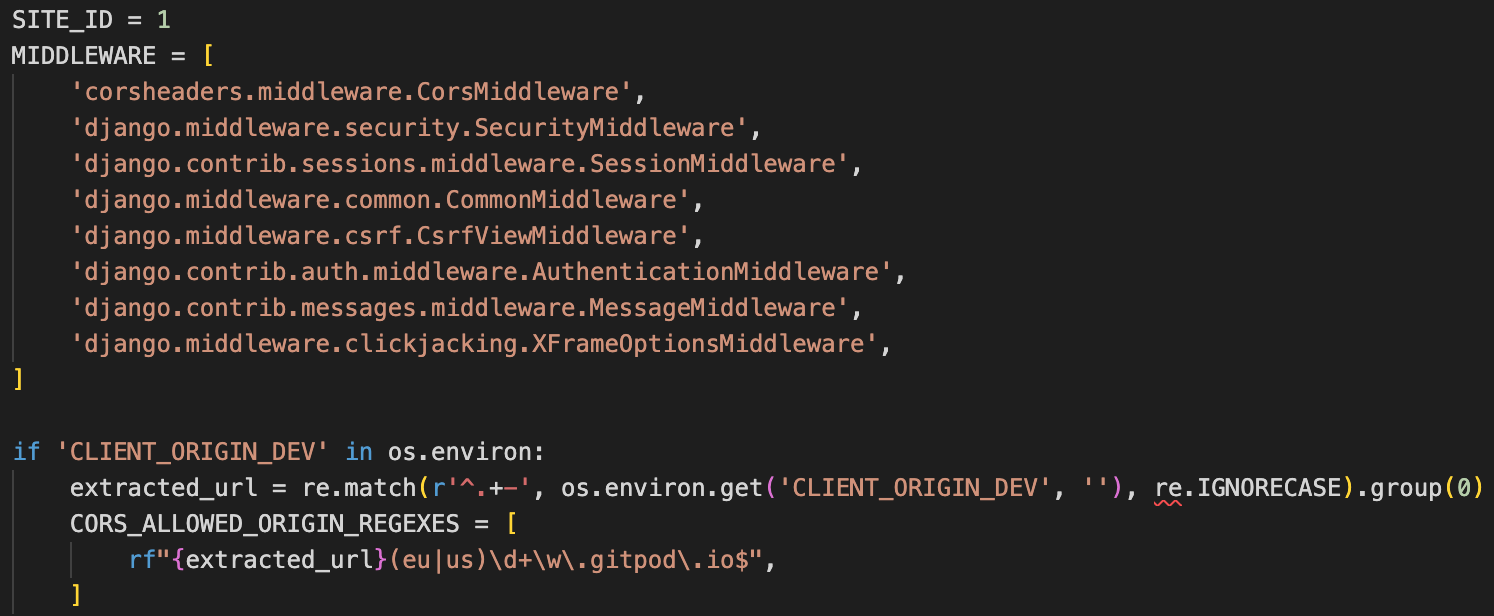 SITE_ID = 1
MIDDLEWARE = [
    'corsheaders.middleware.CorsMiddleware',
    'django.middleware.security.SecurityMiddleware',
    'django.contrib.sessions.middleware.SessionMiddleware',
    'django.middleware.common.CommonMiddleware',
    'django.middleware.csrf.CsrfViewMiddleware',
    'django.contrib.auth.middleware.AuthenticationMiddleware',
    'django.contrib.messages.middleware.MessageMiddleware',
    'django.middleware.clickjacking.XFrameOptionsMiddleware',
]
if 'CLIENT_ORIGIN_DEV' in os.environ:
    extracted_url = re.match(r'^.+-', os.environ.get('CLIENT_ORIGIN_DEV', ''), re.IGNORECASE).group(0)
    CORS_ALLOWED_ORIGIN_REGEXES = [
        rf"{extracted_url}(eu|us)\d+\w\.gitpod\.io$",
    ]